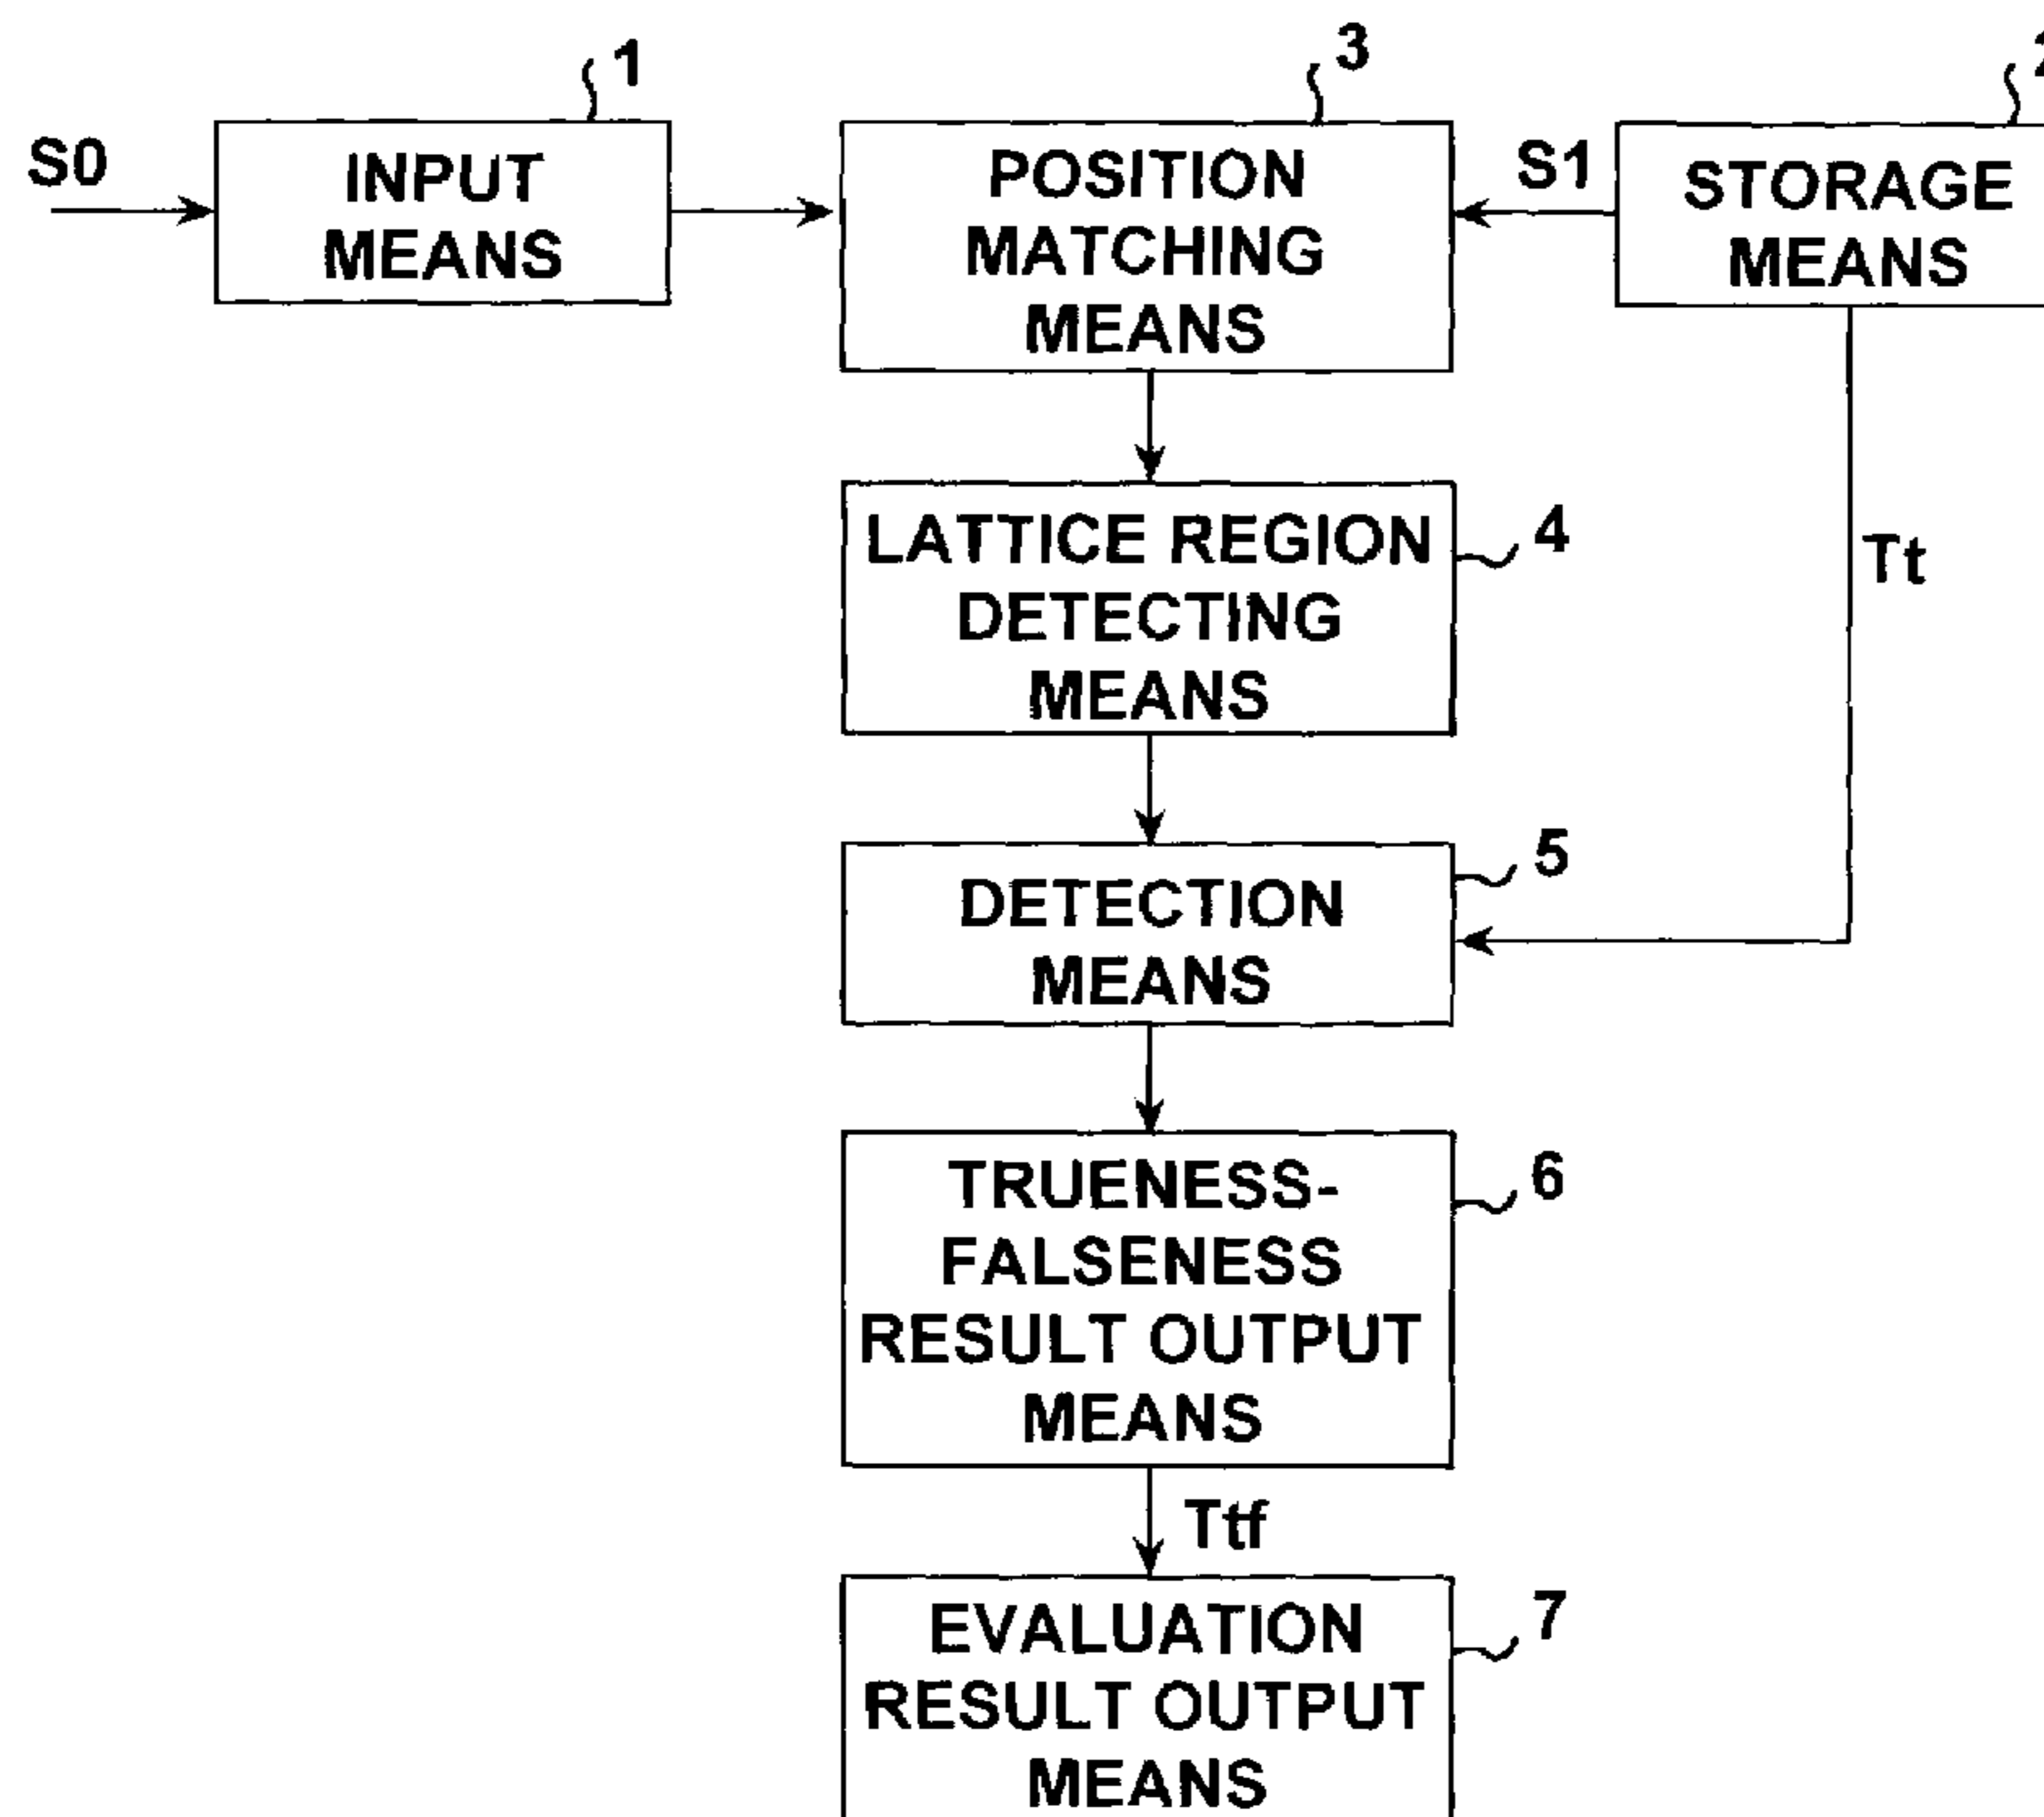 1
3
S0
INPUT
MEANS
POSITION
MATCHING
MEANS
S1
STORAGE
MEANS
LATTICE REGION
DETECTING
MEANS
4
Tt
DETECTION
MEANS
5
TRUENESS-
FALSENESS
RESULT OUTPUT
MEANS
6
Ttf
EVALUATION
RESULT OUTPUT
MEANS
7